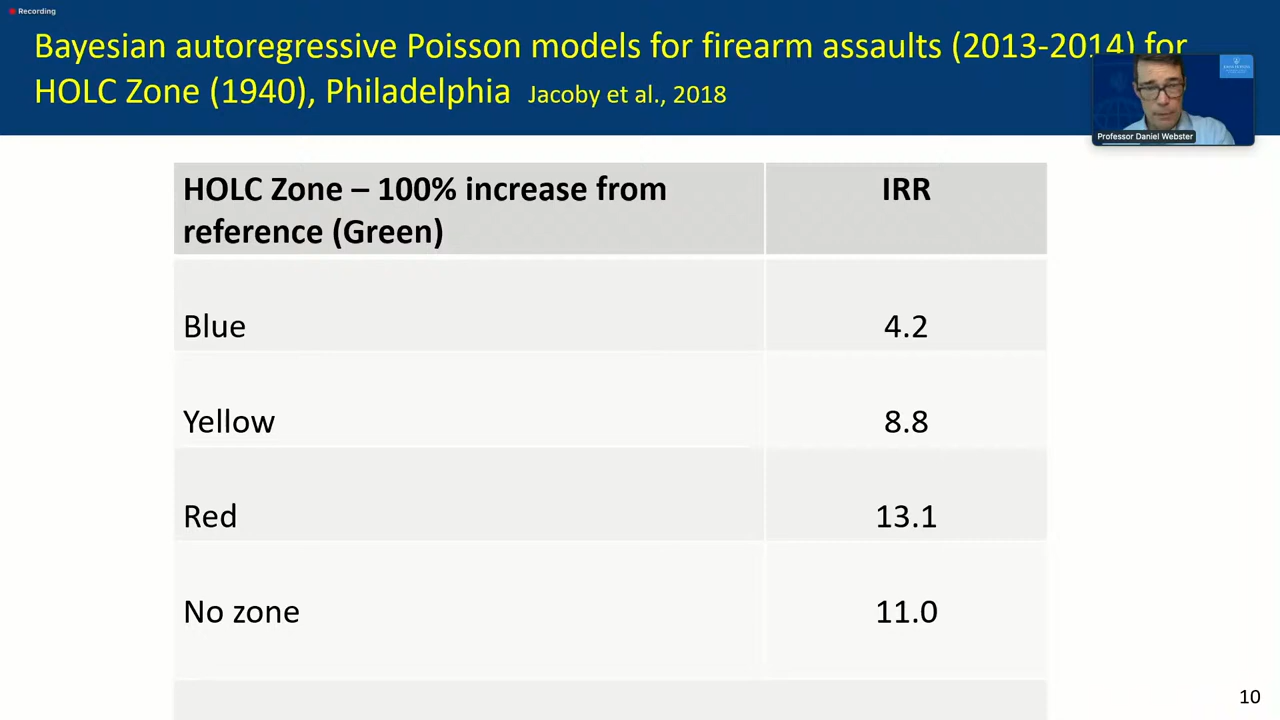 Recording
Bayesian autoregressive Poisson models for firearm assaults (2013-2014) for
HOLC Zone (1940), Philadelphia Jacoby et al., 2018
Professor Daniel Webster
HOLC Zone – 100% increase from
reference (Green)
IRR
Blue
4.2
Yellow
8.8
Red
13.1
No zone
11.0
10